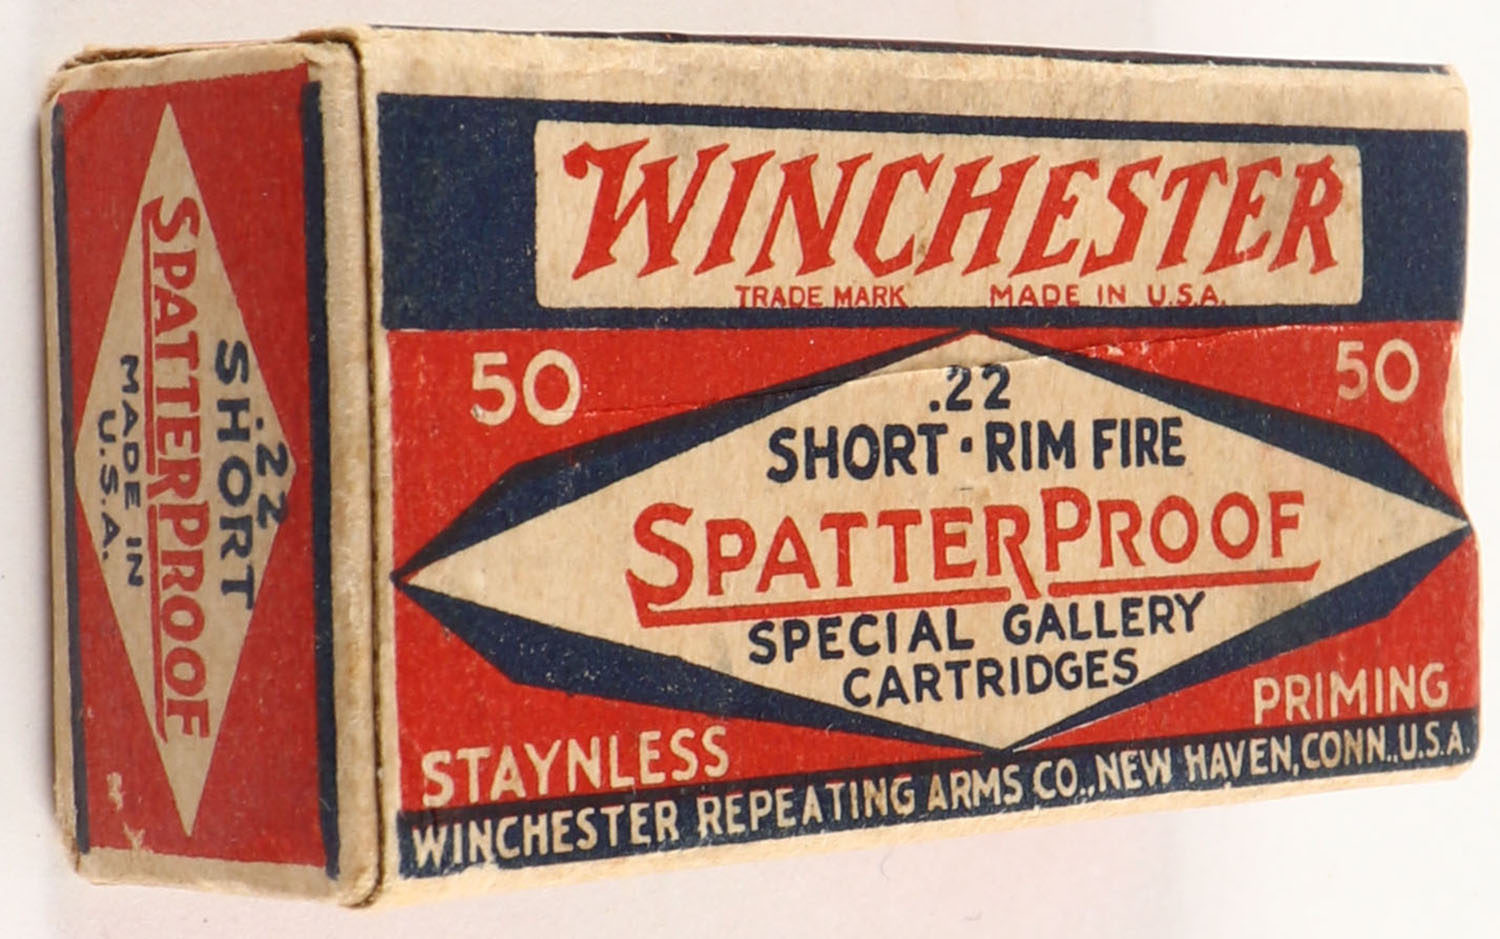 WINCHESTER
TRADE MARK MADE IN U.S.A.
50 50
.22
SHORT · RIM FIRE
SPATTERPROOF
SPECIAL GALLERY
CARTRIDGES
STAYNLESS PRIMING
WINCHESTER REPEATING ARMS CO., NEW HAVEN, CONN., U.S.A.
.22
SHORT
SPATTERPROOF
MADE IN
U.S.A.